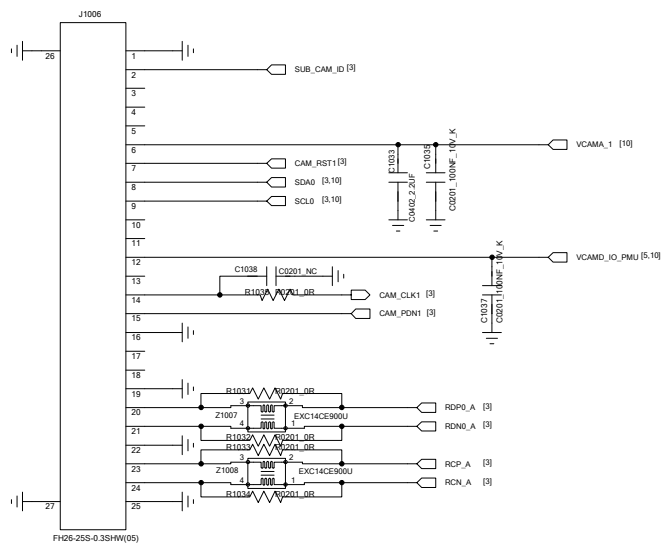 J1006
26
1
2
SUB_CAM_ID [3]
3
4
5
6
VCAMA_1 [10]
C1033
C0402_2.2UF
C1035
C0201_100NF_10V_K
7
CAM_RST1 [3]
8
SDA0 [3,10]
9
SCL0 [3,10]
10
11
12
VCAMD_IO_PMU [5,10]
C1037
C0201_100NF_10V_K
13
C1038 C0201_NC
14
R0201_0R
CAM_CLK1 [3]
15
CAM_PDN1 [3]
16
17
18
19
R1031 R0201_0R
20
3 2
Z1007 EXC14CE900U
RDP0_A [3]
21
4 1
RDN0_A [3]
R1032 R0201_0R
22
R1033 R0201_0R
23
3 2
Z1008 EXC14CE900U
RCP_A [3]
24
4 1
RCN_A [3]
R1034 R0201_0R
27
25
FH26-25S-0.3SHW(05)